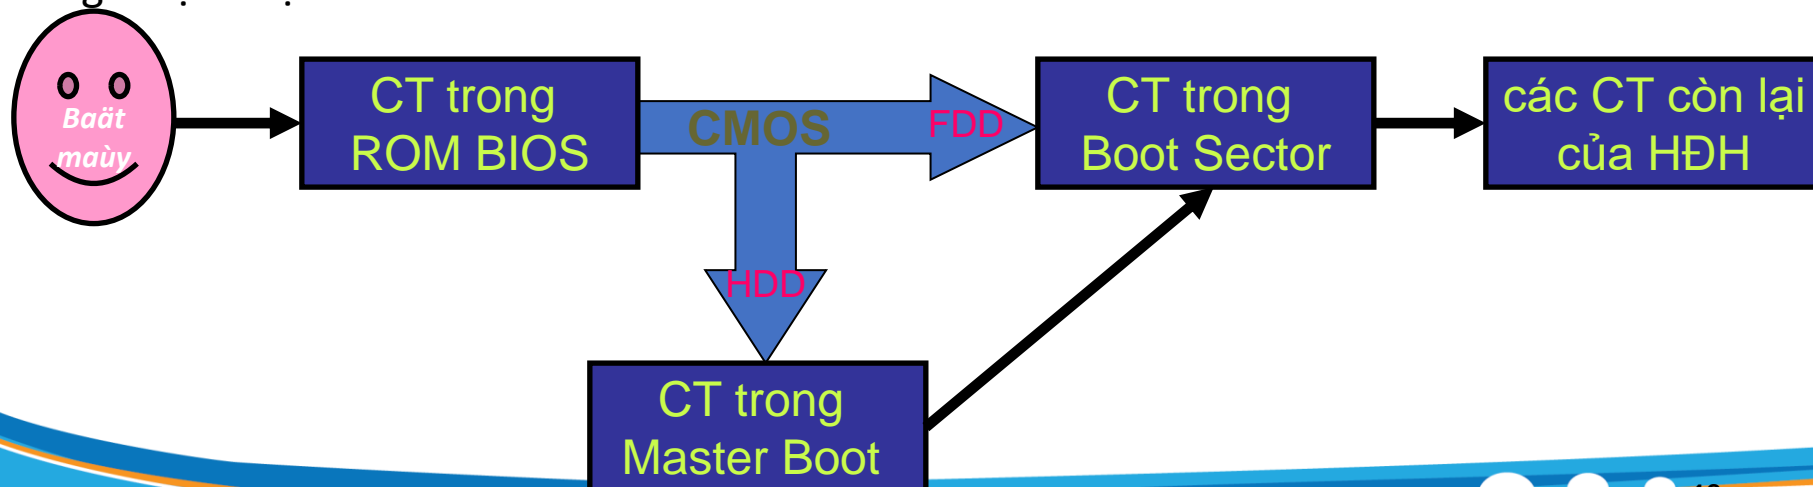 Baät
maùy
CT trong
ROM BIOS
CMOS
FDD
CT trong
Boot Sector
các CT còn lại
của HĐH
HDD
CT trong
Master Boot